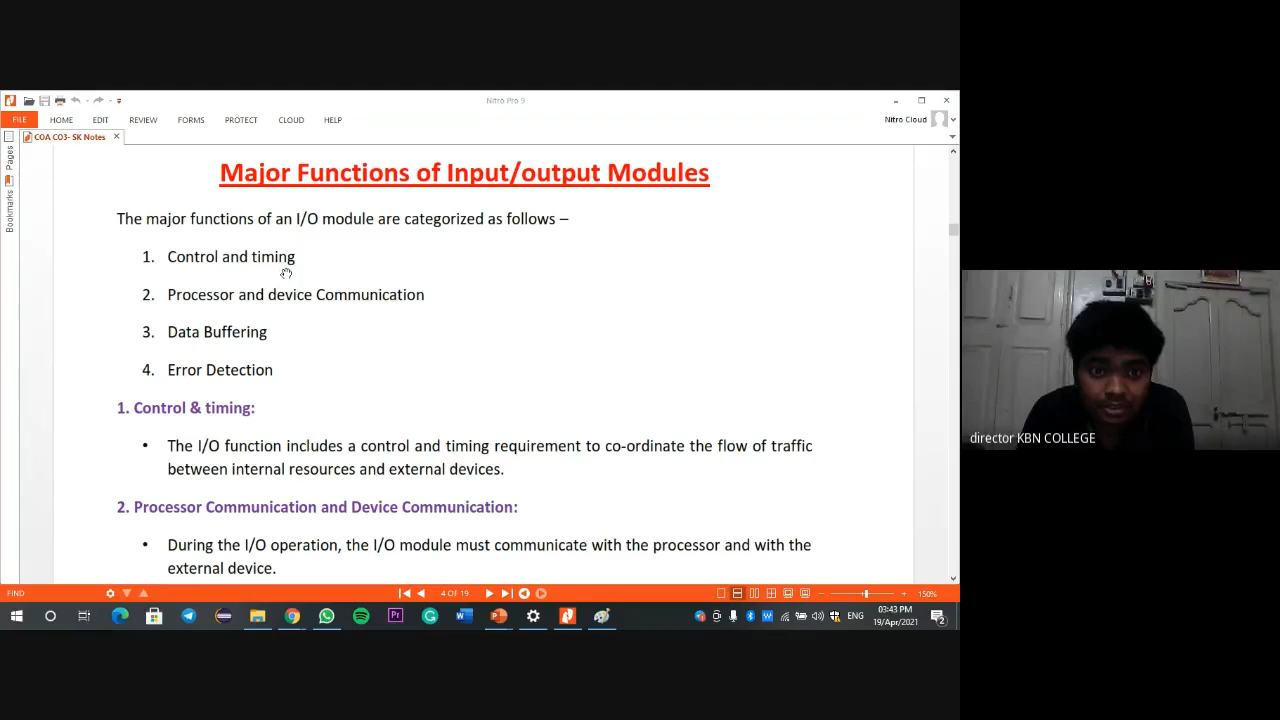 Nitro Pro 9
FILE HOME EDIT REVIEW FORMS PROTECT CLOUD HELP Nitro Cloud
COA CO3- SK Notes
Pages
Bookmarks
Major Functions of Input/output Modules
The major functions of an I/O module are categorized as follows –
1. Control and timing
2. Processor and device Communication
3. Data Buffering
4. Error Detection
1. Control & timing:
• The I/O function includes a control and timing requirement to co-ordinate the flow of traffic
between internal resources and external devices.
2. Processor Communication and Device Communication:
• During the I/O operation, the I/O module must communicate with the processor and with the
external device.
director KBN COLLEGE
FIND 4 OF 19 150%
ENG 03:43 PM
19/Apr/2021 2